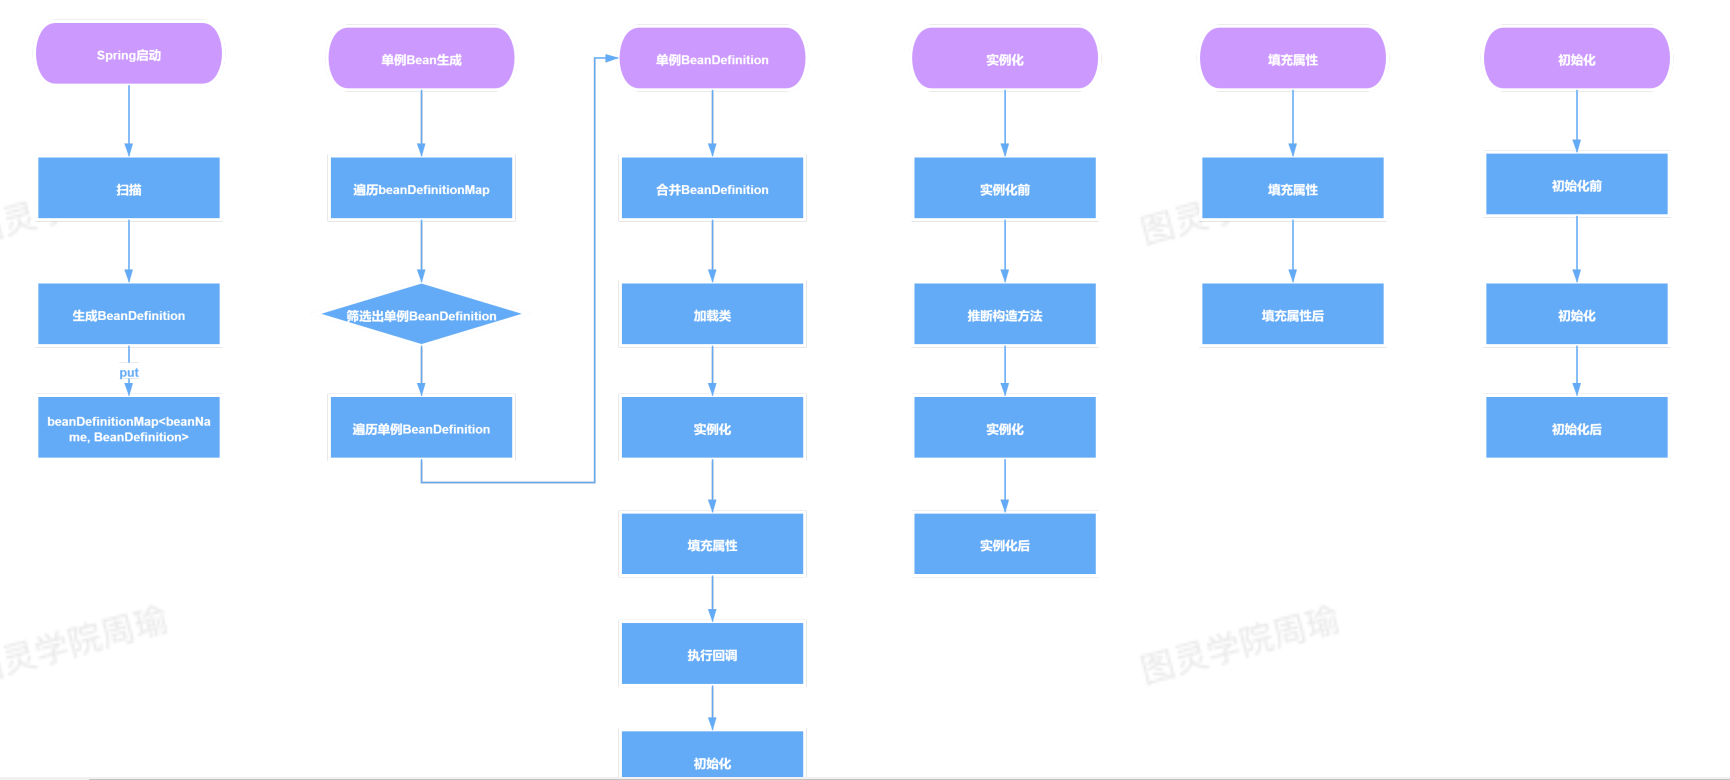 Spring启动
扫描
生成BeanDefinition
put
beanDefinitionMap<beanNa
me, BeanDefinition>
单例Bean生成
遍历beanDefinitionMap
筛选出单例BeanDefinition
遍历单例BeanDefinition
单例BeanDefinition
合并BeanDefinition
加载类
实例化
填充属性
执行回调
初始化
实例化
实例化前
推断构造方法
实例化
实例化后
填充属性
填充属性
填充属性后
初始化
初始化前
初始化
初始化后
图灵学
灵学院周瑜
图灵学院周瑜